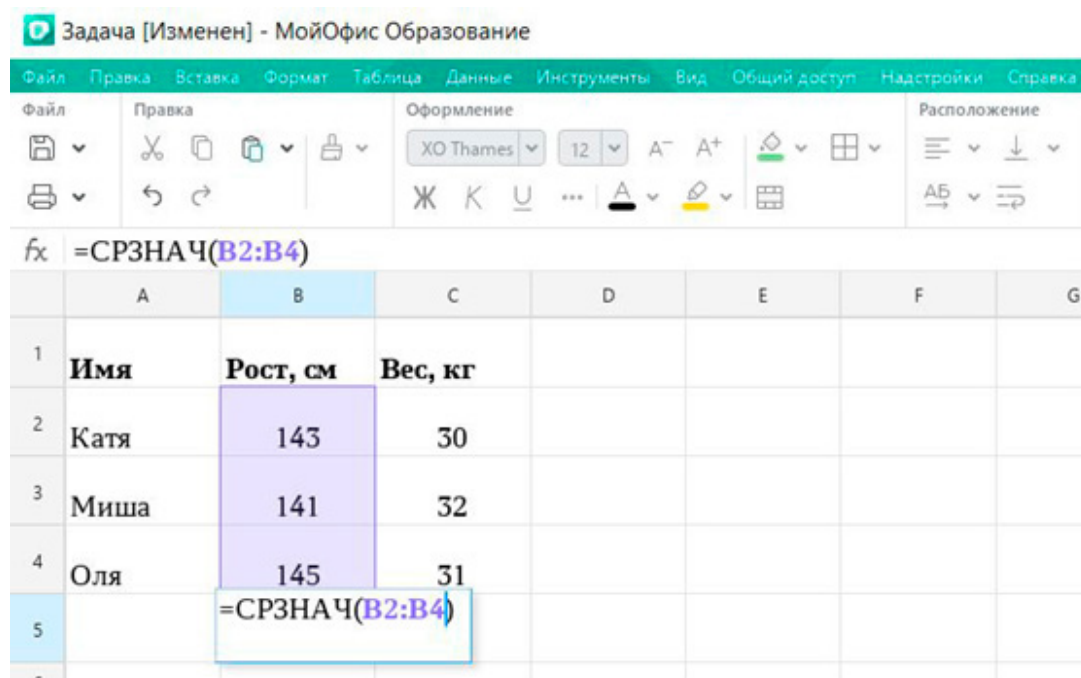 Задача [Изменен] - МойОфис Образование
Файл Правка Вставка Формат Таблица Данные Инструменты Вид Общий доступ Надстройки Справка
Файл Правка Оформление Расположение
XO Thames 12 A⁻ A⁺
Ж К Ч ... А АБ
fx =СРЗНАЧ(B2:B4)
A B C D E F G
1 Имя Рост, см Вес, кг
2 Катя 143 30
3 Миша 141 32
4 Оля 145 31
=СРЗНАЧ(B2:B4)
5